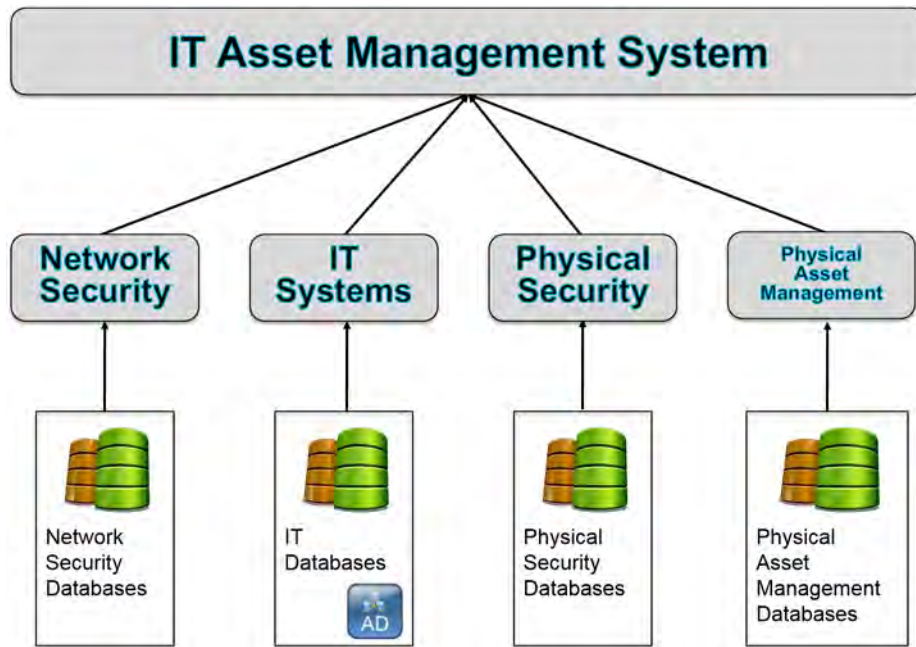 IT Asset Management System
Network
Security
IT
Systems
Physical
Security
Physical
Asset
Management
Network
Security
Databases
IT
Databases
AD
Physical
Security
Databases
Physical
Asset
Management
Databases